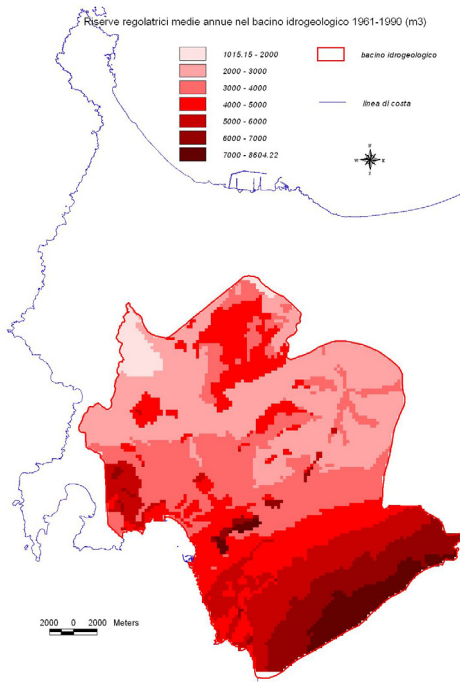 Riserve regolatrici medie annue nel bacino idrogeologico 1961-1990 (m3)
1015.15 - 2000
2000 - 3000
3000 - 4000
4000 - 5000
5000 - 6000
6000 - 7000
7000 - 8604.22
bacino idrogeologico
linea di costa
N
W E
S
2000 0 2000 Meters